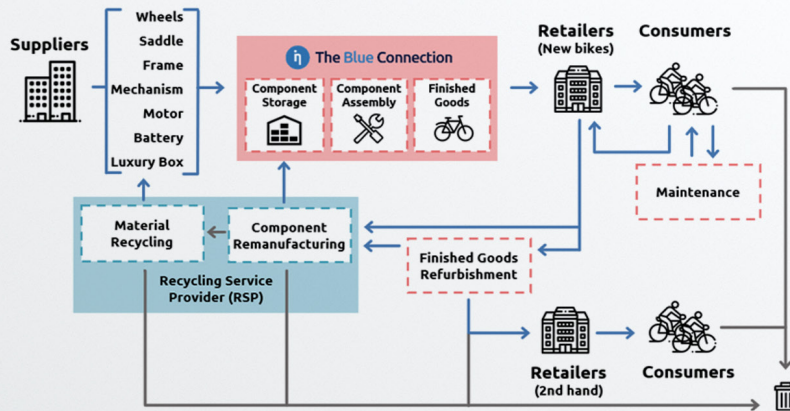 Suppliers
Wheels
Saddle
Frame
Mechanism
Motor
Battery
Luxury Box
The Blue Connection
Component
Storage
Component
Assembly
Finished
Goods
Retailers
(New bikes)
Consumers
Maintenance
Material
Recycling
Component
Remanufacturing
Recycling Service
Provider (RSP)
Finished Goods
Refurbishment
Retailers
(2nd hand)
Consumers